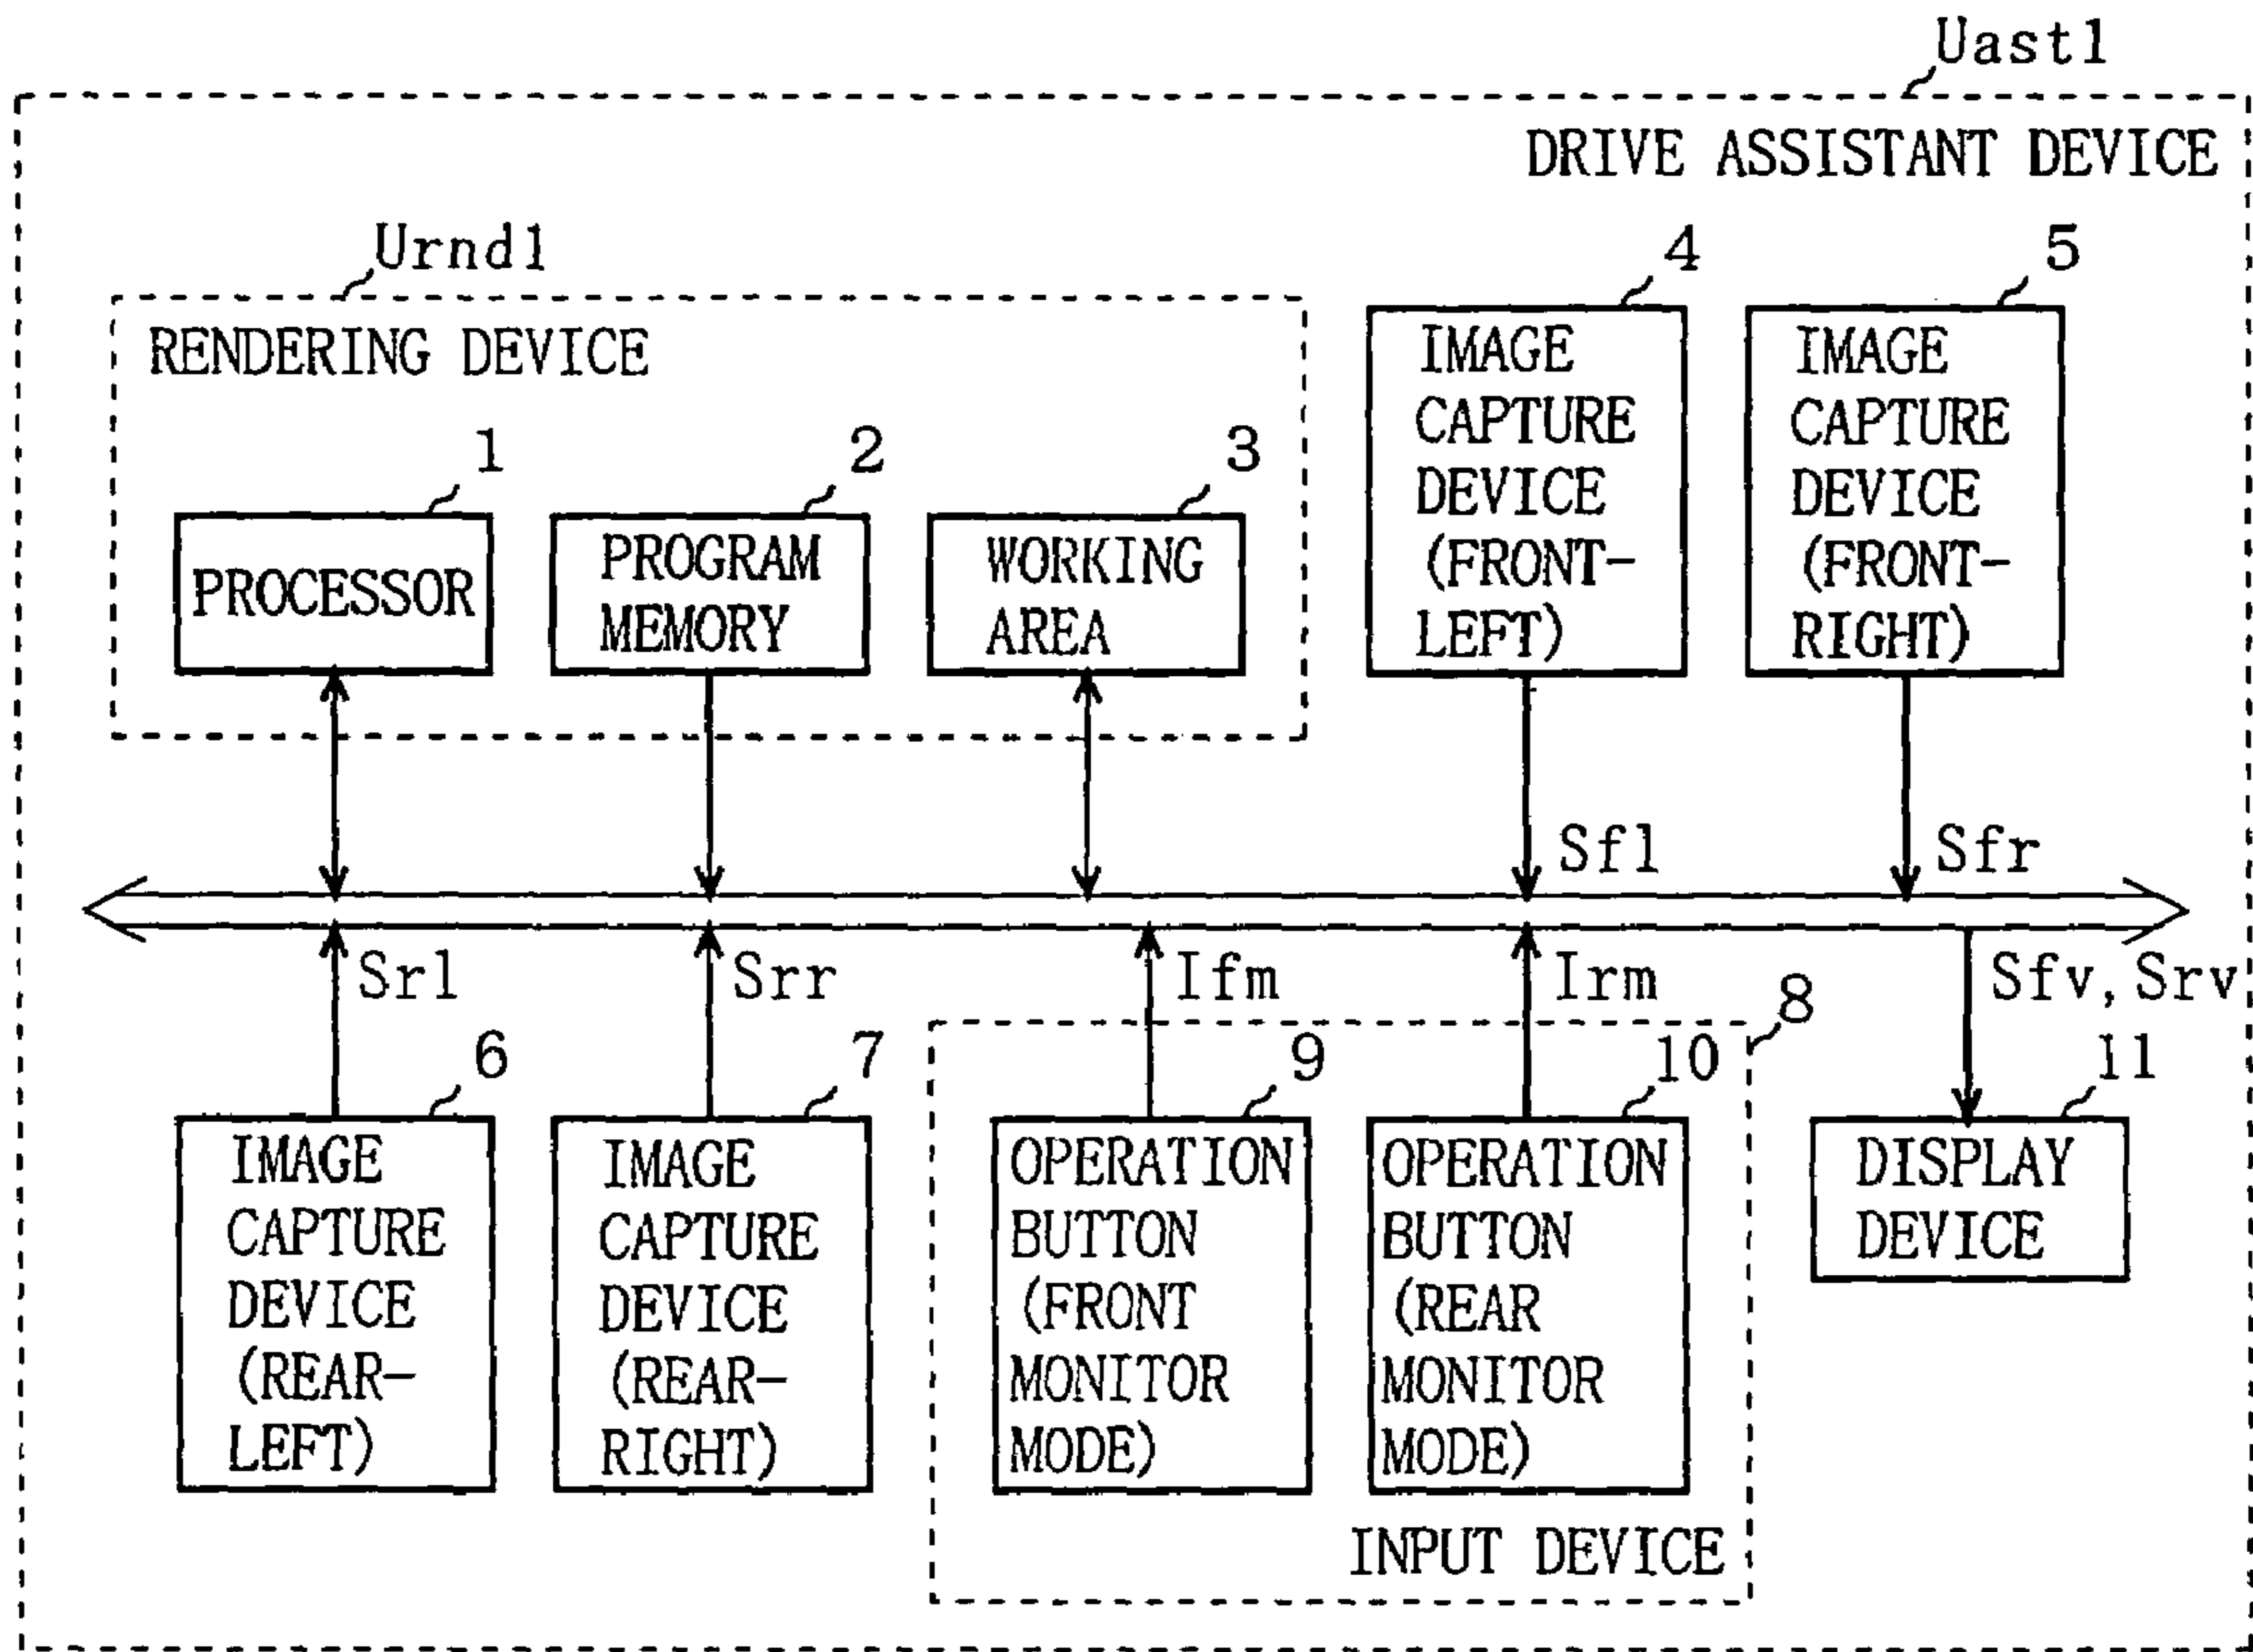 Uast1
DRIVE ASSISTANT DEVICE
Urnd1
RENDERING DEVICE
1
PROCESSOR
2
PROGRAM
MEMORY
3
WORKING
AREA
4
IMAGE
CAPTURE
DEVICE
(FRONT-
LEFT)
5
IMAGE
CAPTURE
DEVICE
(FRONT-
RIGHT)
Sfl
Sfr
Srl
Srr
Ifm
Irm
Sfv, Srv
6
IMAGE
CAPTURE
DEVICE
(REAR-
LEFT)
7
IMAGE
CAPTURE
DEVICE
(REAR-
RIGHT)
8
9
OPERATION
BUTTON
(FRONT
MONITOR
MODE)
10
OPERATION
BUTTON
(REAR
MONITOR
MODE)
INPUT DEVICE
11
DISPLAY
DEVICE